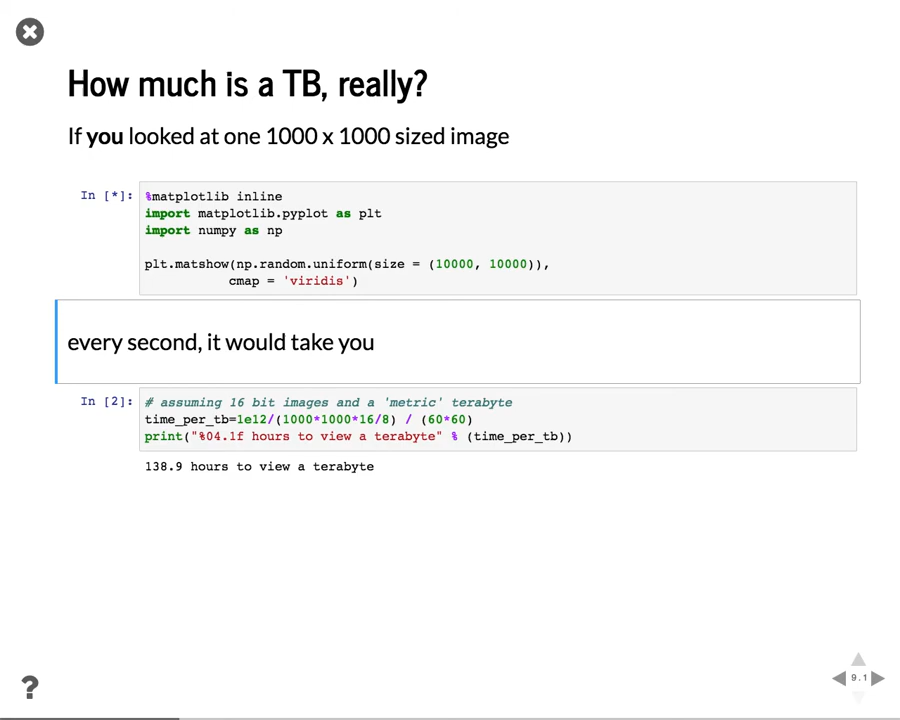 How much is a TB, really?
If you looked at one 1000 x 1000 sized image
In [*]:
%matplotlib inline
import matplotlib.pyplot as plt
import numpy as np
plt.matshow(np.random.uniform(size = (10000, 10000)),
cmap = 'viridis')
every second, it would take you
In [2]:
# assuming 16 bit images and a 'metric' terabyte
time_per_tb=1e12/(1000*1000*16/8) / (60*60)
print("%04.1f hours to view a terabyte" % (time_per_tb))
138.9 hours to view a terabyte
?
9.1